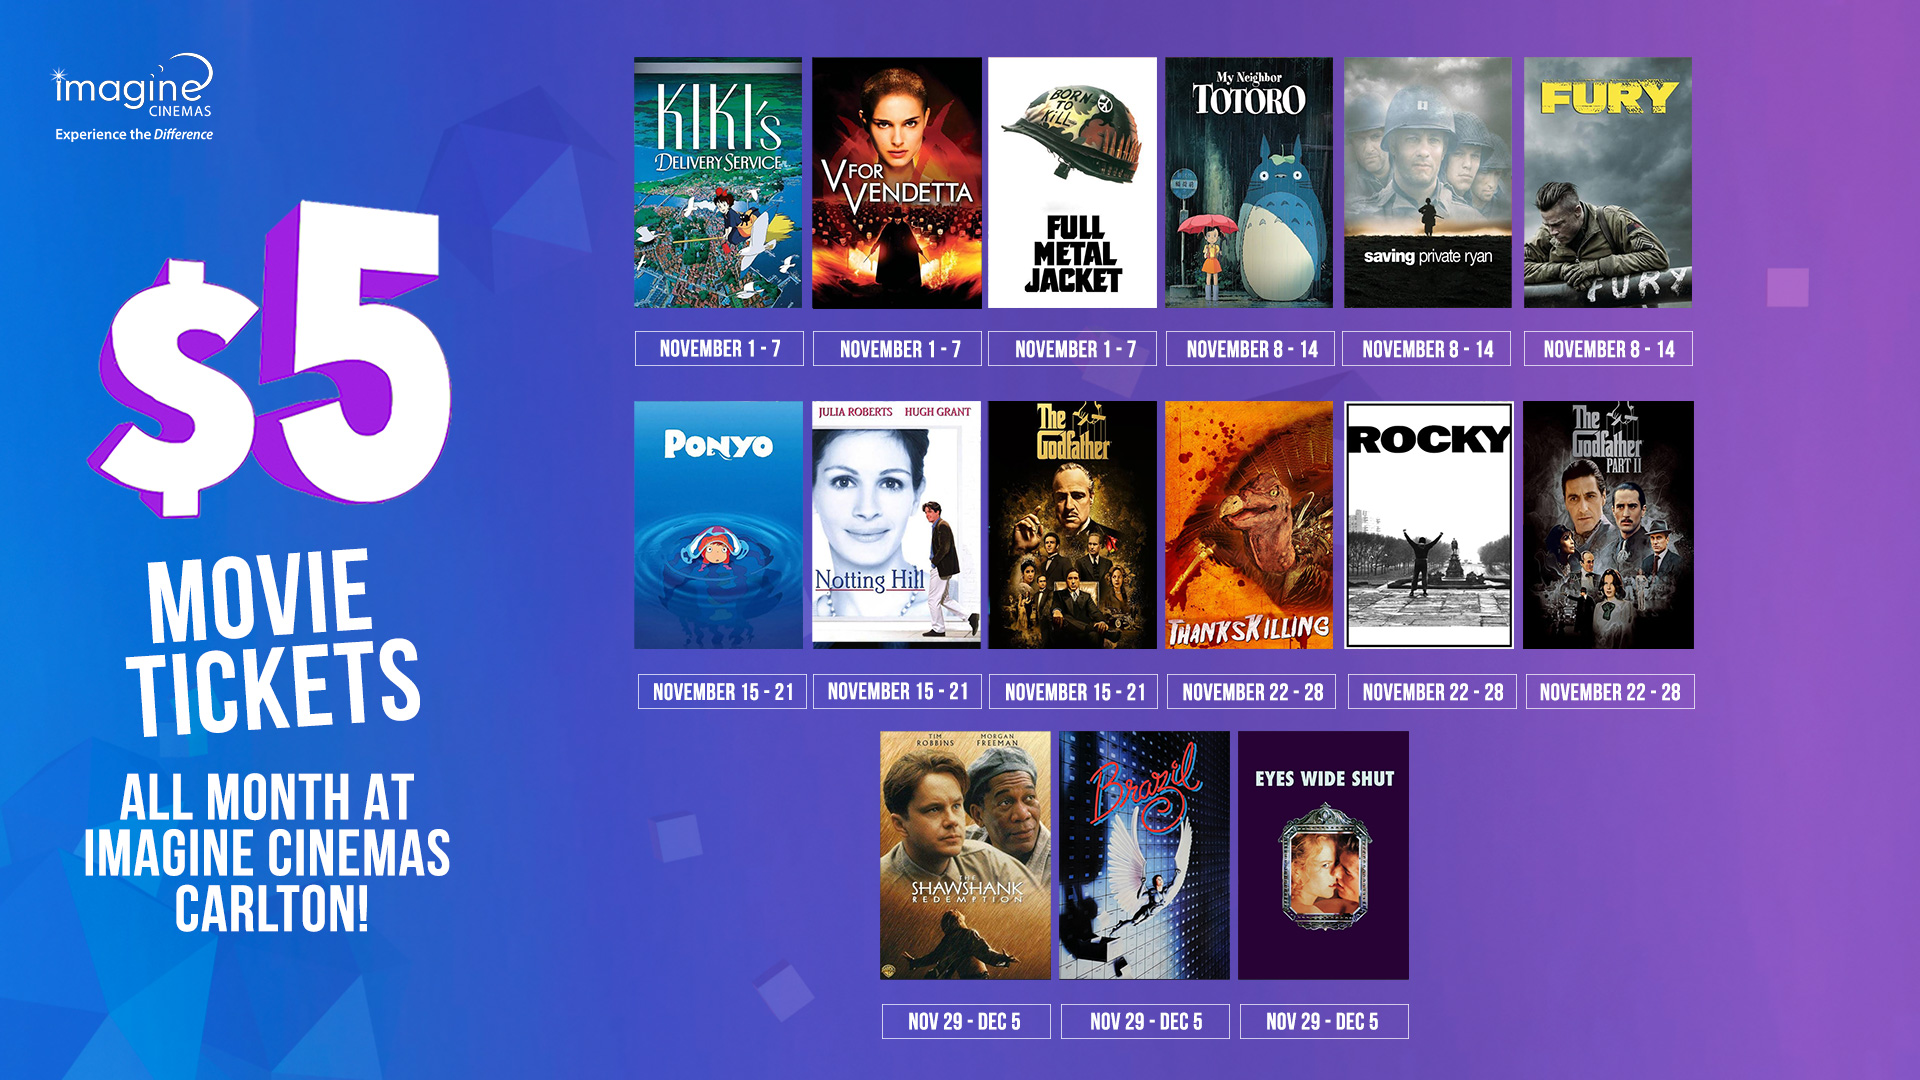 imagine
CINEMAS
Experience the Difference
$5
MOVIE
TICKETS
ALL MONTH AT
IMAGINE CINEMAS
CARLTON!
KIKI's
DELIVERY SERVICE
NOVEMBER 1 - 7
V FOR
VENDETTA
NOVEMBER 1 - 7
BORN
TO
KiLL
FULL
METAL
JACKET
NOVEMBER 1 - 7
My Neighbor
TOTORO
NOVEMBER 8 - 14
saving private ryan
NOVEMBER 8 - 14
FURY
FURY
NOVEMBER 8 - 14
PONYO
NOVEMBER 15 - 21
JULIA ROBERTS HUGH GRANT
Notting Hill
NOVEMBER 15 - 21
The
Godfather
NOVEMBER 15 - 21
THANKSKILLING
NOVEMBER 22 - 28
ROCKY
NOVEMBER 22 - 28
The
Godfather
PART II
NOVEMBER 22 - 28
TIM
ROBBINS
MORGAN
FREEMAN
THE
SHAWSHANK
REDEMPTION
NOV 29 - DEC 5
Brazil
NOV 29 - DEC 5
EYES WIDE SHUT
NOV 29 - DEC 5